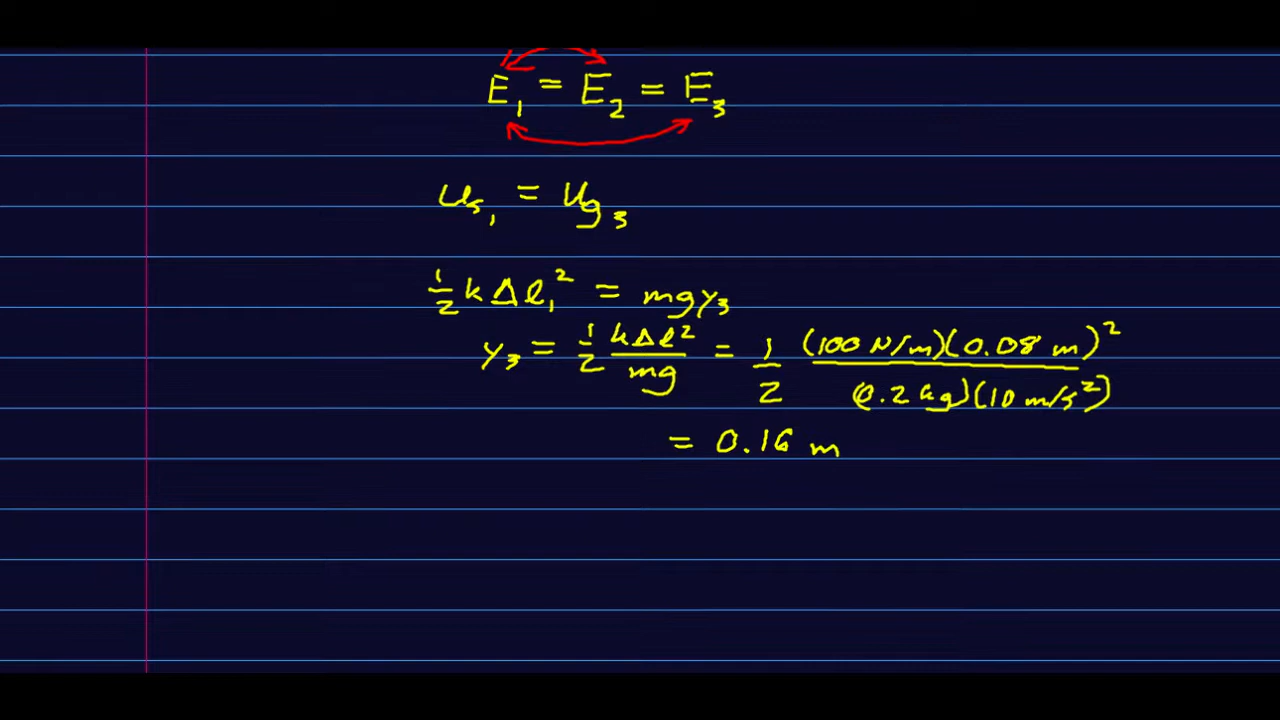 E₁ = E₂ = E₃
Us₁ = Ug₃
½ k Δl₁² = mgy₃
y₃ = ½ kΔl²/mg = ½ (100 N/m)(0.08 m)²/(0.2 kg)(10 m/s²)
= 0.16 m